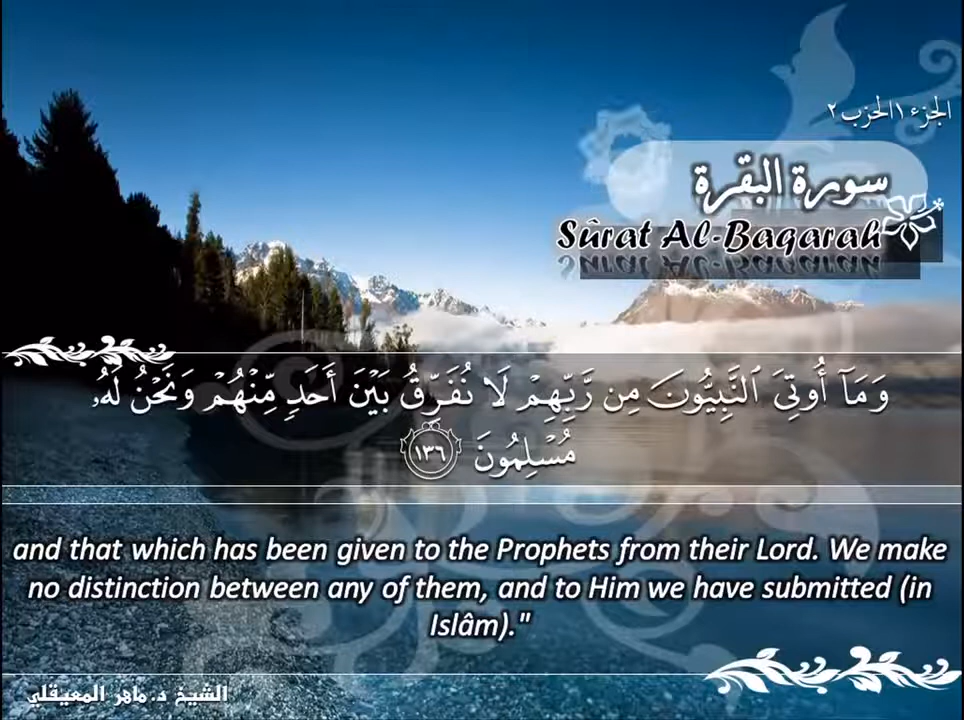 الجزء ١ الحزب ٢
سورة البقرة
Sûrat Al-Baqarah
وَمَآ أُوتِىَ ٱلنَّبِيُّونَ مِن رَّبِّهِمْ لَا نُفَرِّقُ بَيْنَ أَحَدٍ مِّنْهُمْ وَنَحْنُ لَهُۥ
مُسْلِمُونَ ١٣٦
and that which has been given to the Prophets from their Lord. We make
no distinction between any of them, and to Him we have submitted (in
Islâm)."
الشيخ د. ماهر المعيقلي